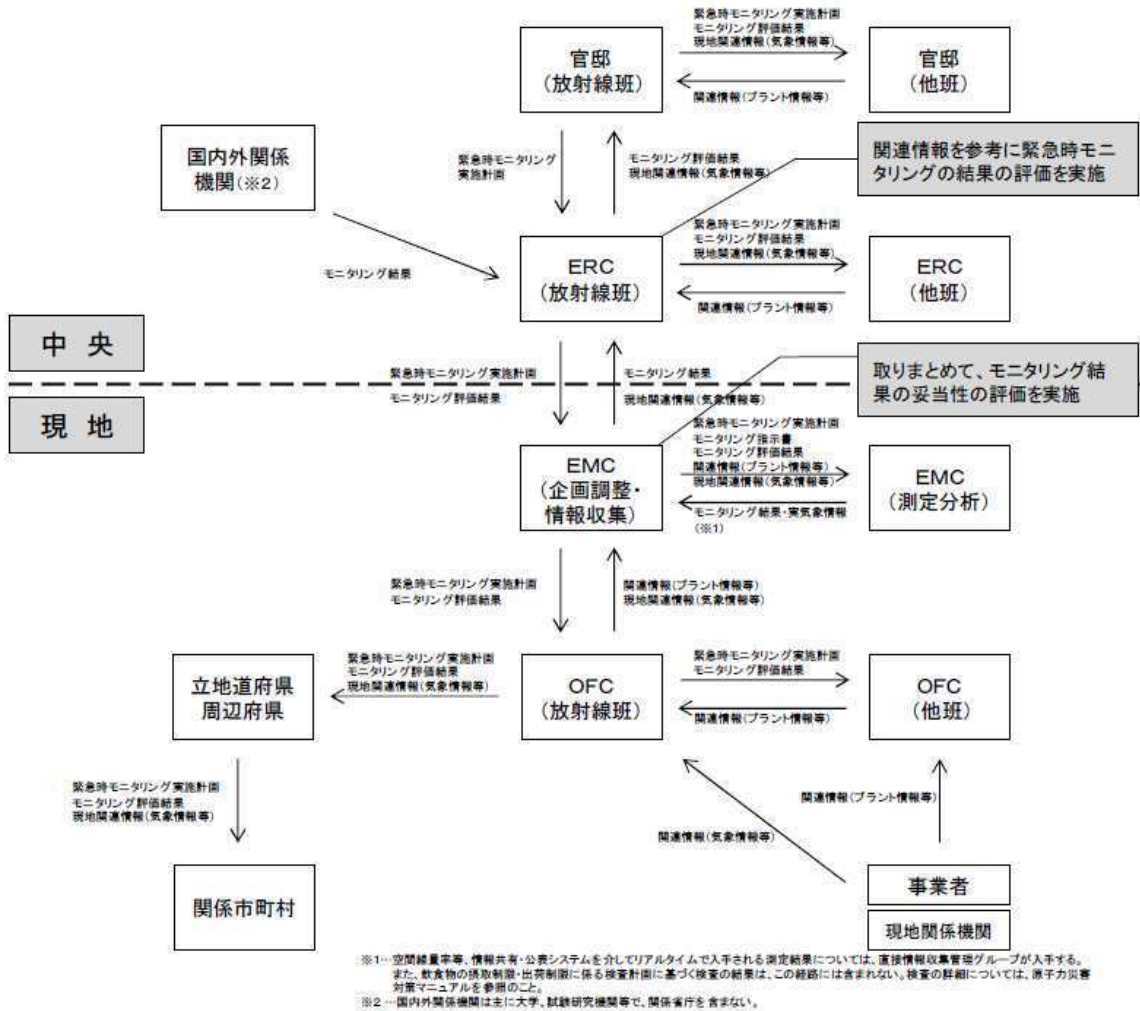 緊急時モニタリング実施計画
モニタリング評価結果
現地関連情報(気象情報等)
官邸
(放射線班)
官邸
(他班)
関連情報(プラント情報等)
国内外関係
機関(※2)
緊急時モニタリング
実施計画
モニタリング評価結果
現地関連情報(気象情報等)
関連情報を参考に緊急時モニ
タリングの結果の評価を実施
緊急時モニタリング実施計画
モニタリング評価結果
現地関連情報(気象情報等)
モニタリング結果
ERC
(放射線班)
ERC
(他班)
関連情報(プラント情報等)
中 央
緊急時モニタリング実施計画
モニタリング評価結果
モニタリング結果
現地関連情報(気象情報等)
取りまとめて、モニタリング結
果の妥当性の評価を実施
現 地
緊急時モニタリング実施計画
モニタリング指示書
モニタリング評価結果
関連情報(プラント情報等)
現地関連情報(気象情報等)
EMC
(企画調整・
情報収集)
EMC
(測定分析)
モニタリング結果・実気象情報
(※1)
緊急時モニタリング実施計画
モニタリング評価結果
関連情報(プラント情報等)
現地関連情報(気象情報等)
緊急時モニタリング実施計画
モニタリング評価結果
現地関連情報(気象情報等)
緊急時モニタリング実施計画
モニタリング評価結果
立地道府県
周辺府県
OFC
(放射線班)
OFC
(他班)
関連情報(プラント情報等)
緊急時モニタリング実施計画
モニタリング評価結果
現地関連情報(気象情報等)
関連情報(プラント情報等)
関連情報(気象情報等)
関係市町村
事業者
現地関係機関
※1…空間線量率等、情報共有・公表システムを介してリアルタイムで入手される測定結果については、直接情報収集管理グループが入手する。
また、飲食物の摂取制限・出荷制限に係る検査計画に基づく検査の結果は、この経路には含まれない。検査の詳細については、原子力災害
対策マニュアルを参照のこと。
※2…国内外関係機関は主に大学、試験研究機関等で、関係省庁を含まない。